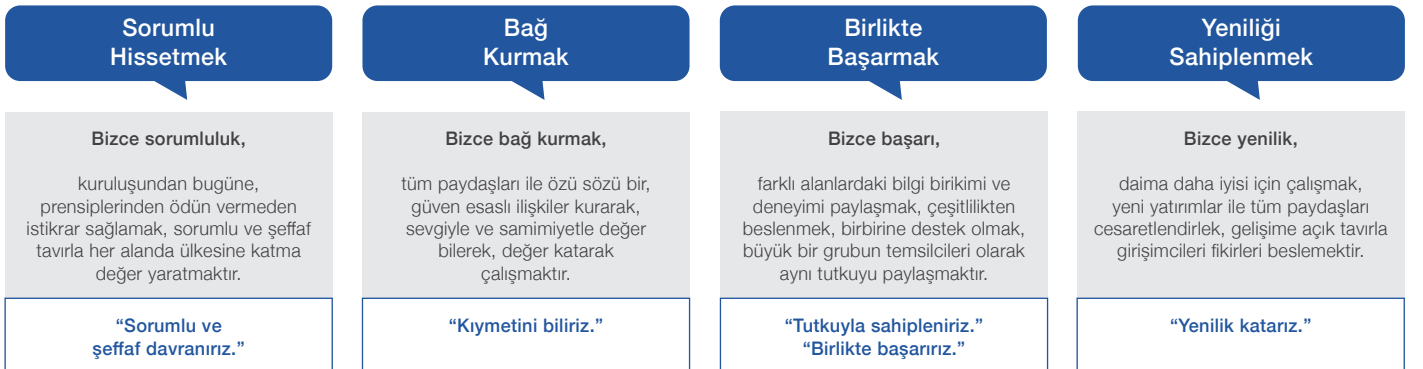 Sorumlu
Hissetmek
Bizce sorumluluk,
kuruluşundan bugüne,
prensiplerinden ödün vermeden
istikrar sağlamak, sorumlu ve şeffaf
tavırla her alanda ülkesine katma
değer yaratmaktır.
“Sorumlu ve
şeffaf davranırız.”
Bağ
Kurmak
Bizce bağ kurmak,
tüm paydaşları ile özü sözü bir,
güven esaslı ilişkiler kurarak,
sevgiyle ve samimiyetle değer
bilerek, değer katarak
çalışmaktır.
“Kıymetini biliriz.”
Birlikte
Başarmak
Bizce başarı,
farklı alanlardaki bilgi birikimi ve
deneyimi paylaşmak, çeşitlilikten
beslenmek, birbirine destek olmak,
büyük bir grubun temsilcileri olarak
aynı tutkuyu paylaşmaktır.
“Tutkuyla sahipleniriz.”
“Birlikte başarırız.”
Yeniliği
Sahiplenmek
Bizce yenilik,
daima daha iyisi için çalışmak,
yeni yatırımlar ile tüm paydaşları
cesaretlendirlek, gelişime açık tavırla
girişimcileri fikirleri beslemektir.
“Yenilik katarız.”